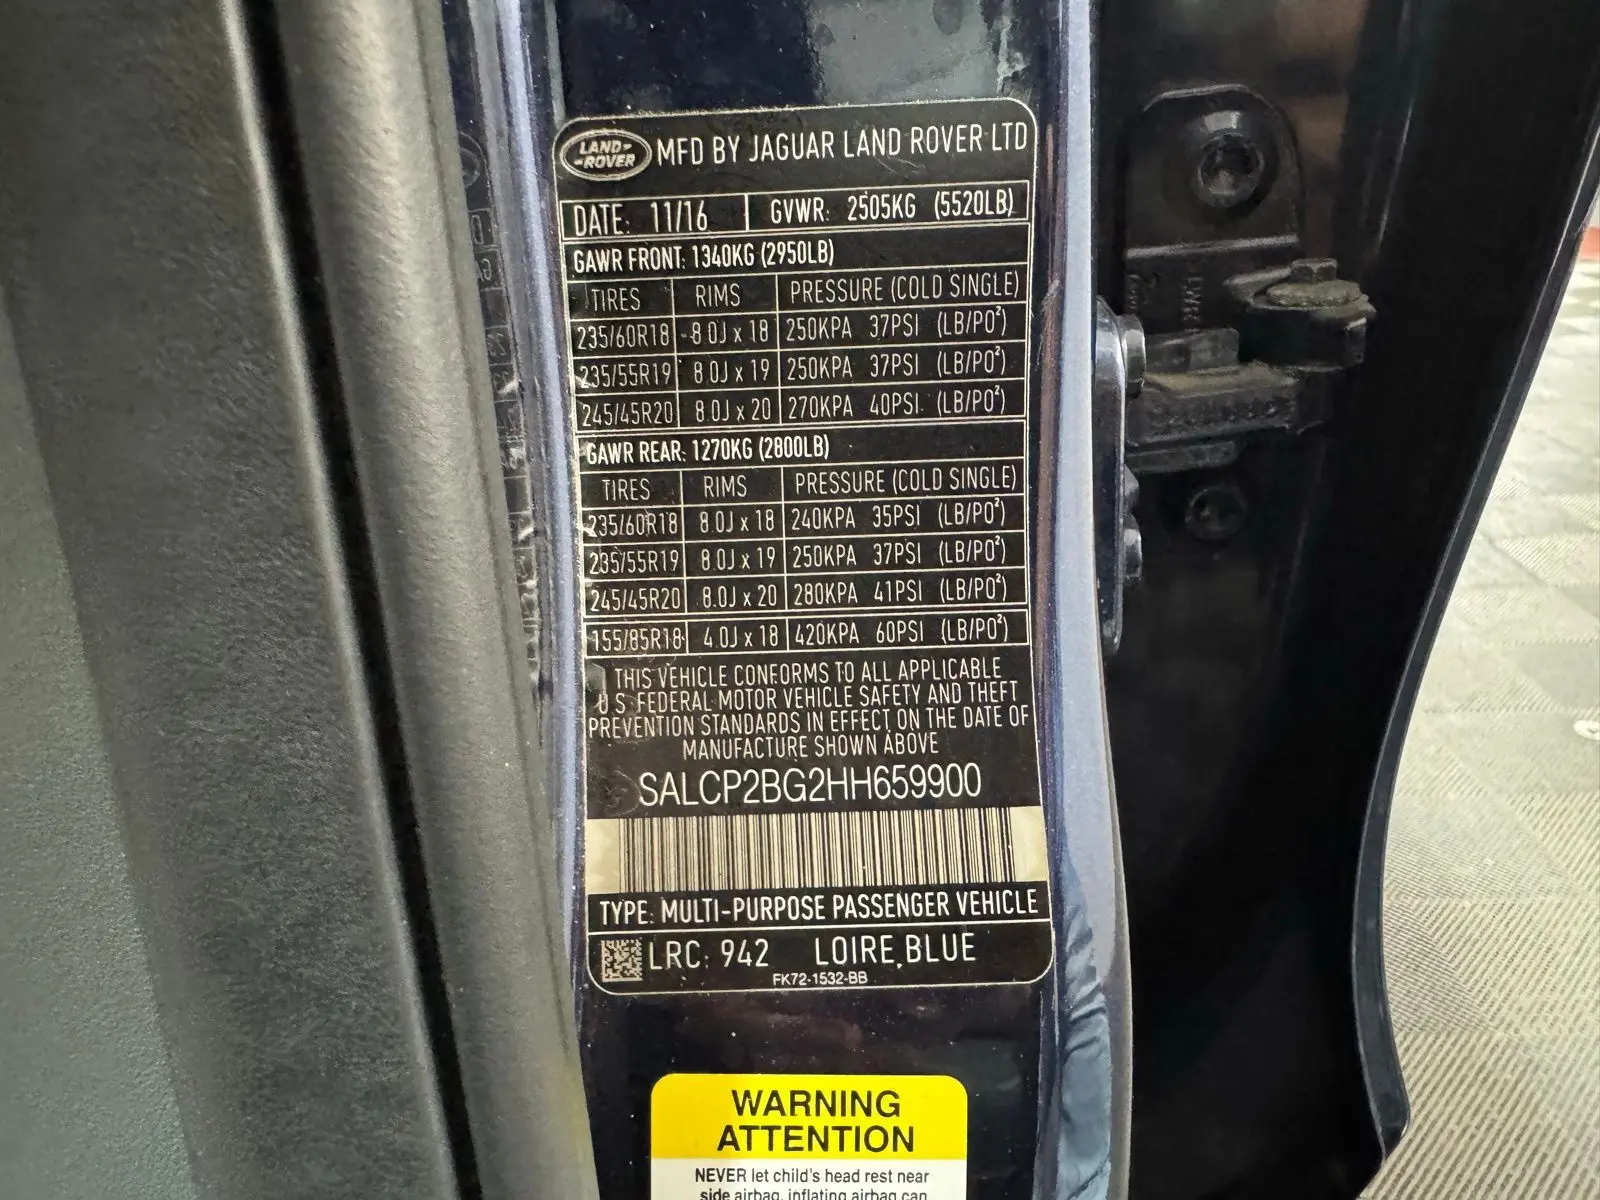 LAND-
-ROVER
MFD BY JAGUAR LAND ROVER LTD
DATE: 11/16 GVWR: 2505KG (5520LB)
GAWR FRONT: 1340KG (2950LB)
TIRES RIMS PRESSURE (COLD SINGLE)
235/60R18 8.0J x 18 250KPA 37PSI (LB/PO²)
235/55R19 8.0J x 19 250KPA 37PSI (LB/PO²)
245/45R20 8.0J x 20 270KPA 40PSI (LB/PO²)
GAWR REAR: 1270KG (2800LB)
TIRES RIMS PRESSURE (COLD SINGLE)
235/60R18 8.0J x 18 240KPA 35PSI (LB/PO²)
235/55R19 8.0J x 19 250KPA 37PSI (LB/PO²)
245/45R20 8.0J x 20 280KPA 41PSI (LB/PO²)
155/85R18 4.0J x 18 420KPA 60PSI (LB/PO²)
THIS VEHICLE CONFORMS TO ALL APPLICABLE
U.S. FEDERAL MOTOR VEHICLE SAFETY AND THEFT
PREVENTION STANDARDS IN EFFECT ON THE DATE OF
MANUFACTURE SHOWN ABOVE
SALCP2BG2HH659900
TYPE: MULTI-PURPOSE PASSENGER VEHICLE
LRC: 942 LOIRE BLUE
FK72-1532-BB
WARNING
ATTENTION
NEVER let child's head rest near
side airbag, inflating airbag can